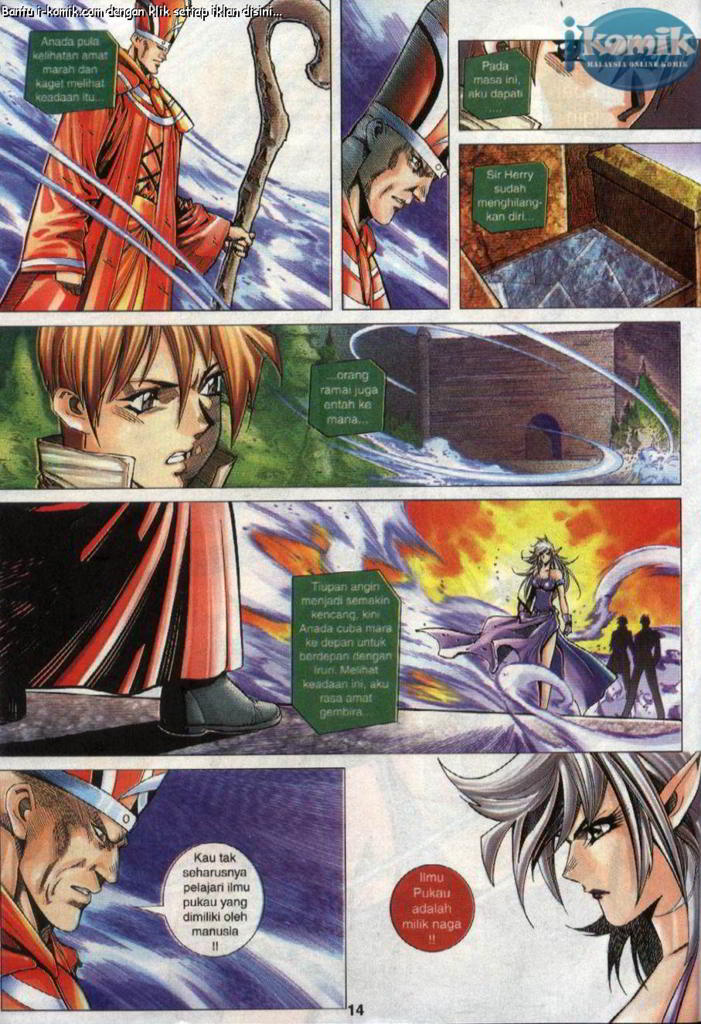 Bantu i-komik.com dengan klik setiap iklan disini...
ikomik
MALAYSIA ONLINE KOMIK
Anada pula
kelihatan amat
marah dan
kaget melihat
keadaan itu...
Pada
masa ini,
aku dapati
....
Sir Herry
sudah
menghilang-
kan diri...
...orang
ramai juga
entah ke
mana...
Tiupan angin
menjadi semakin
kencang, kini
Anada cuba mara
ke depan untuk
berdepan dengan
Iruri. Melihat
keadaan ini, aku
rasa amat
gembira...
Kau tak
seharusnya
pelajari ilmu
pukau yang
dimiliki oleh
manusia
!!
Ilmu
Pukau
adalah
milik naga
!!
14